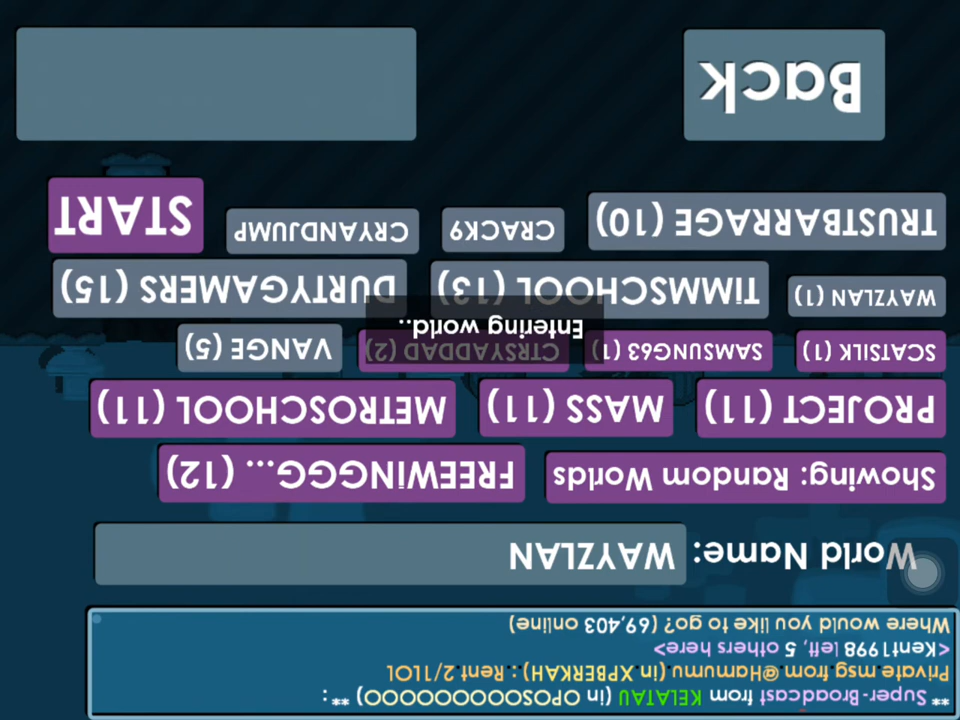 ** Super-Broadcast from KELATAU (in OPOSOOOOOOOOOO) ** :
Private msg from @Hamumu (in XPBERKAH):: Rent 2/1LOL
<Kent1998 left, 5 others here>
Where would you like to go? (69,403 online)
World Name: WAYZLAN
Showing: Random Worlds FREEWINGGG... (12)
PROJECT (11) MASS (11) METROSCHOOL (11)
SCATSILK (1) SAMSUNG63 (1) CTRSYADDAD (2) VANGE (5)
Entering world..
WAYZLAN (1) TIMMSCHOOL (13) DURTYGAMERS (15)
TRUSTBARRAGE (10) CRACK9 CRYANDJUMP START
Back